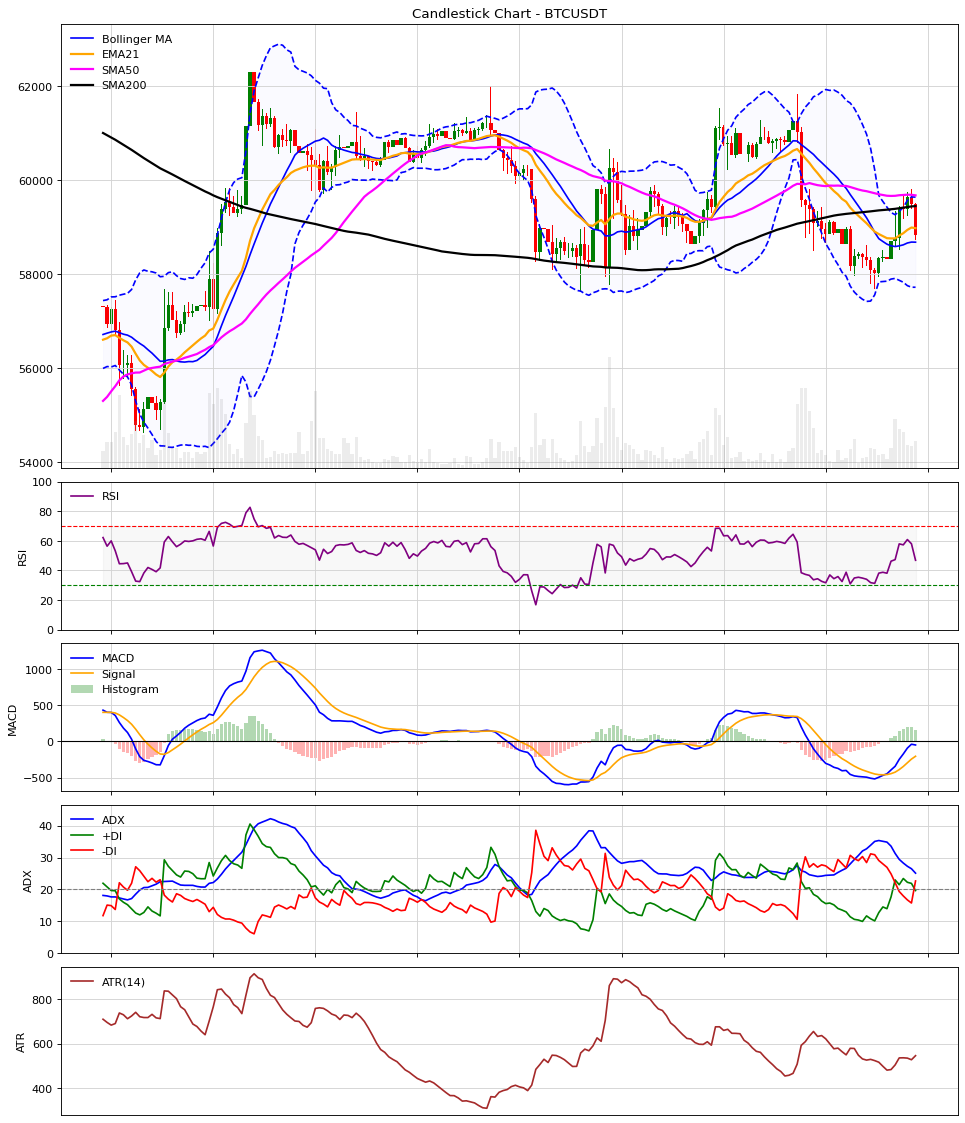 Candlestick Chart - BTCUSDT
Bollinger MA
EMA21
SMA50
SMA200
62000
60000
58000
56000
54000
RSI
100
80
60
40
20
0
RSI
MACD
Signal
Histogram
1000
500
0
−500
MACD
ADX
+DI
-DI
40
30
20
10
0
ADX
ATR(14)
800
600
400
ATR